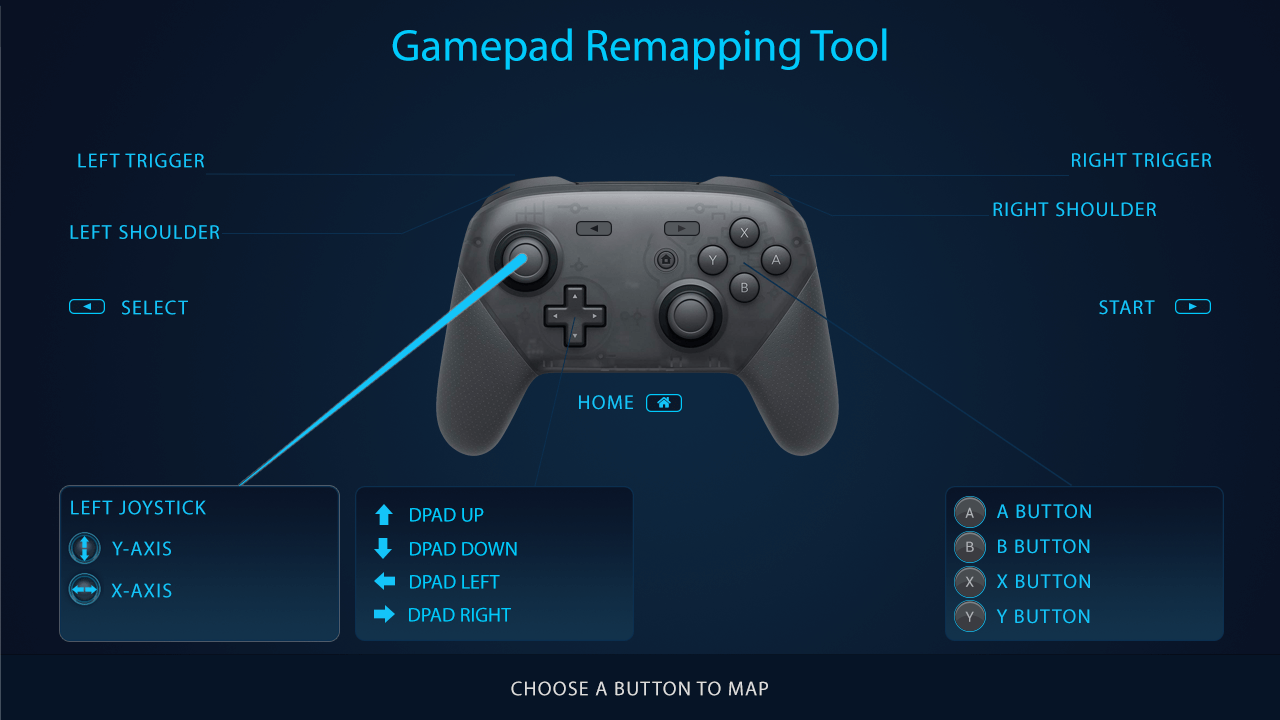 Gamepad Remapping Tool
LEFT TRIGGER
RIGHT TRIGGER
LEFT SHOULDER
RIGHT SHOULDER
SELECT
START
X
Y
A
B
HOME
LEFT JOYSTICK
Y-AXIS
X-AXIS
DPAD UP
DPAD DOWN
DPAD LEFT
DPAD RIGHT
A A BUTTON
B B BUTTON
X X BUTTON
Y Y BUTTON
CHOOSE A BUTTON TO MAP